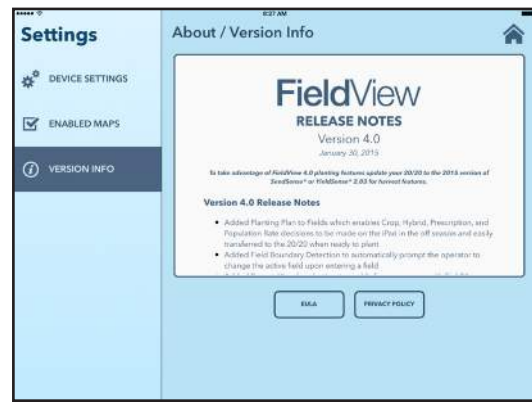 8:27 AM
Settings
About / Version Info
DEVICE SETTINGS
ENABLED MAPS
VERSION INFO
FieldView
RELEASE NOTES
Version 4.0
January 30, 2015
To take advantage of FieldView 4.0 planting features update your 20/20 to the 2015 version of
SeedSense® or YieldSense® 2.03 for harvest features.
Version 4.0 Release Notes
• Added Planting Plan to Fields which enables Crop, Hybrid, Prescription, and
Population Rate decisions to be made on the iPad in the off season and easily
transferred to the 20/20 when ready to plant
• Added Field Boundary Detection to automatically prompt the operator to
change the active field upon entering a field
EULA
PRIVACY POLICY